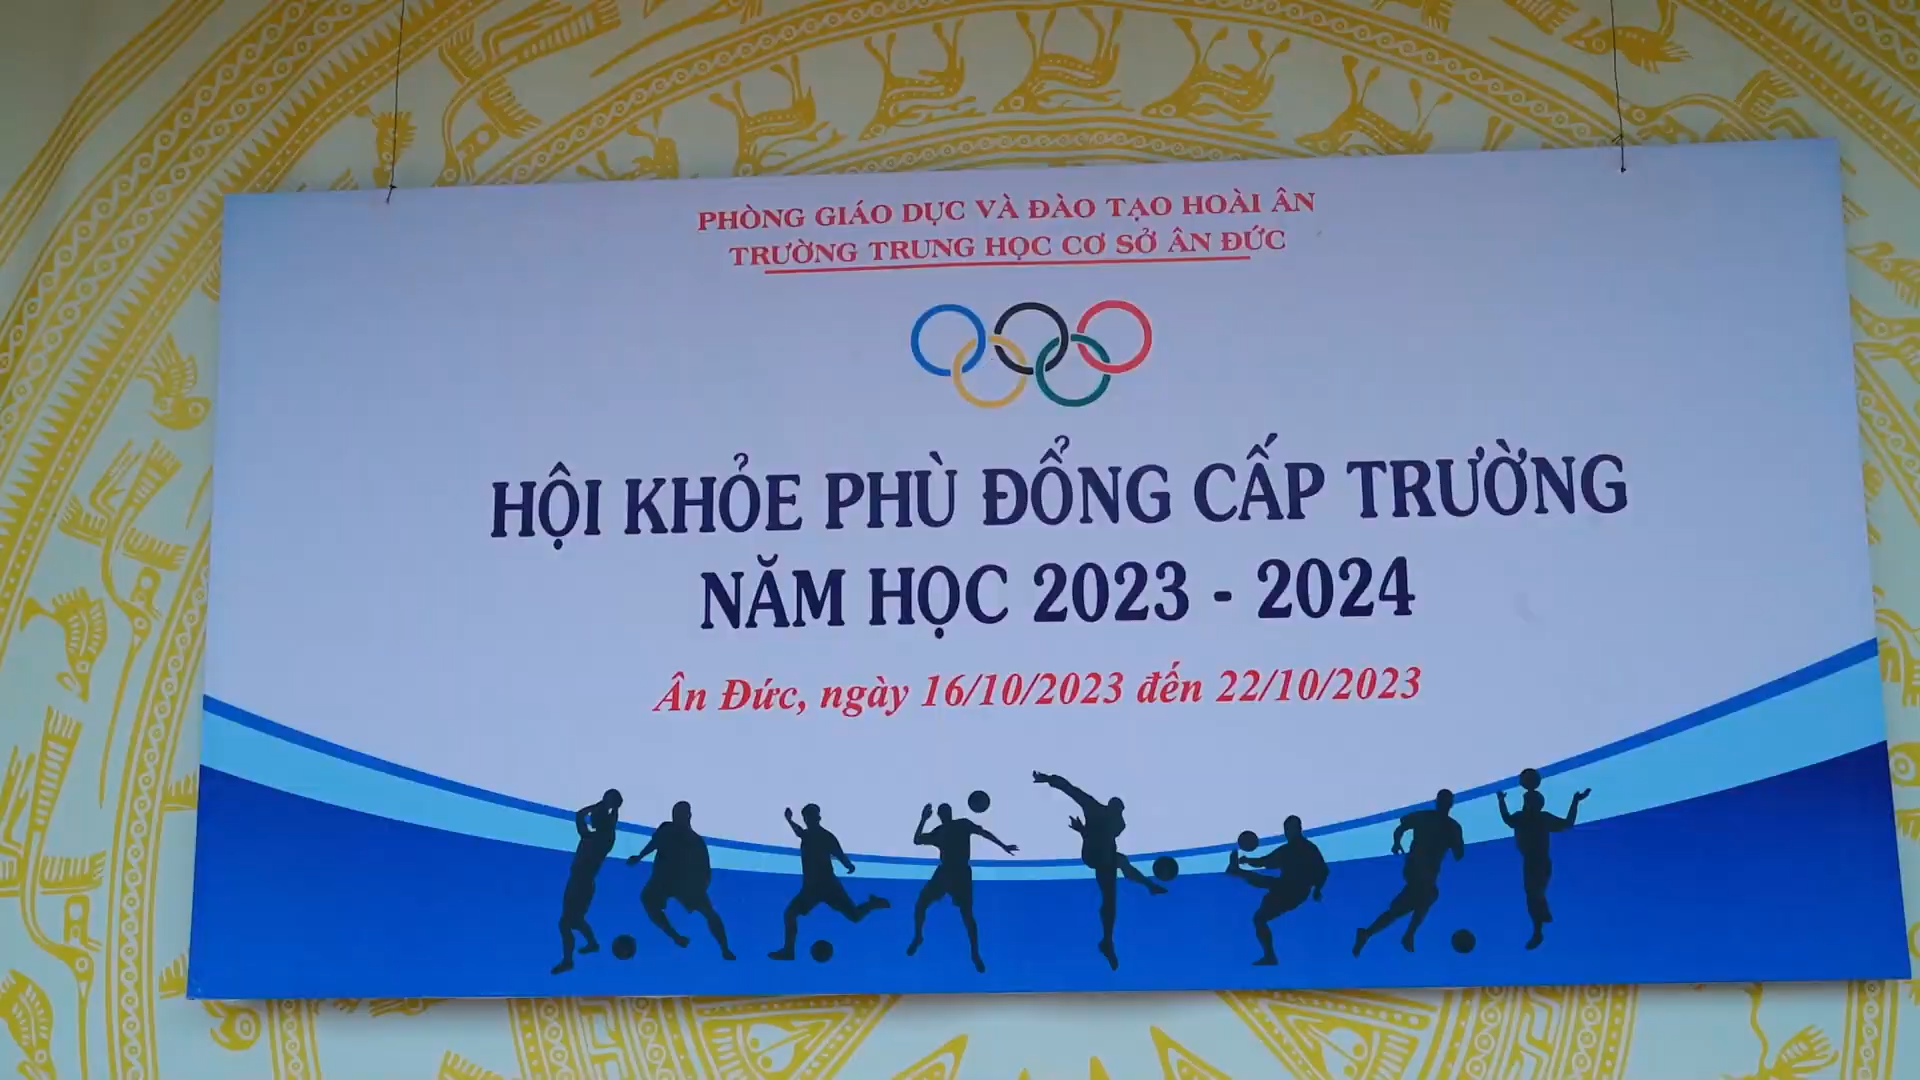 PHÒNG GIÁO DỤC VÀ ĐÀO TẠO HOÀI ÂN
TRƯỜNG TRUNG HỌC CƠ SỞ ÂN ĐỨC
HỘI KHỎE PHÙ ĐỔNG CẤP TRƯỜNG
NĂM HỌC 2023 - 2024
Ân Đức, ngày 16/10/2023 đến 22/10/2023